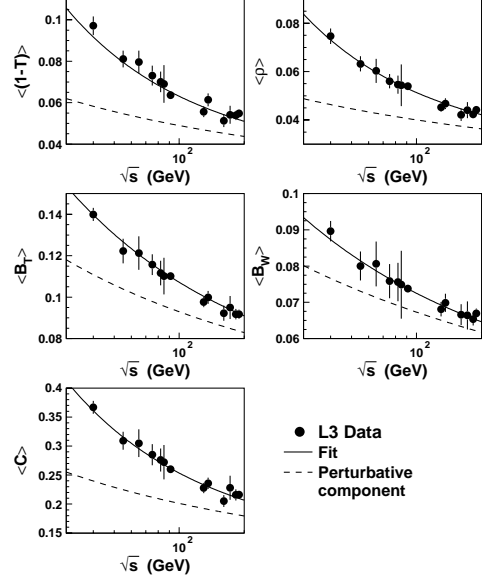 <(1-T)>
0.1
0.08
0.06
0.04
10²
√s (GeV)
<ρ>
0.08
0.06
0.04
10²
√s (GeV)
<B_T>
0.14
0.12
0.1
0.08
10²
√s (GeV)
<B_W>
0.1
0.09
0.08
0.07
0.06
10²
√s (GeV)
<C>
0.4
0.35
0.3
0.25
0.2
0.15
10²
√s (GeV)
L3 Data
Fit
Perturbative
component